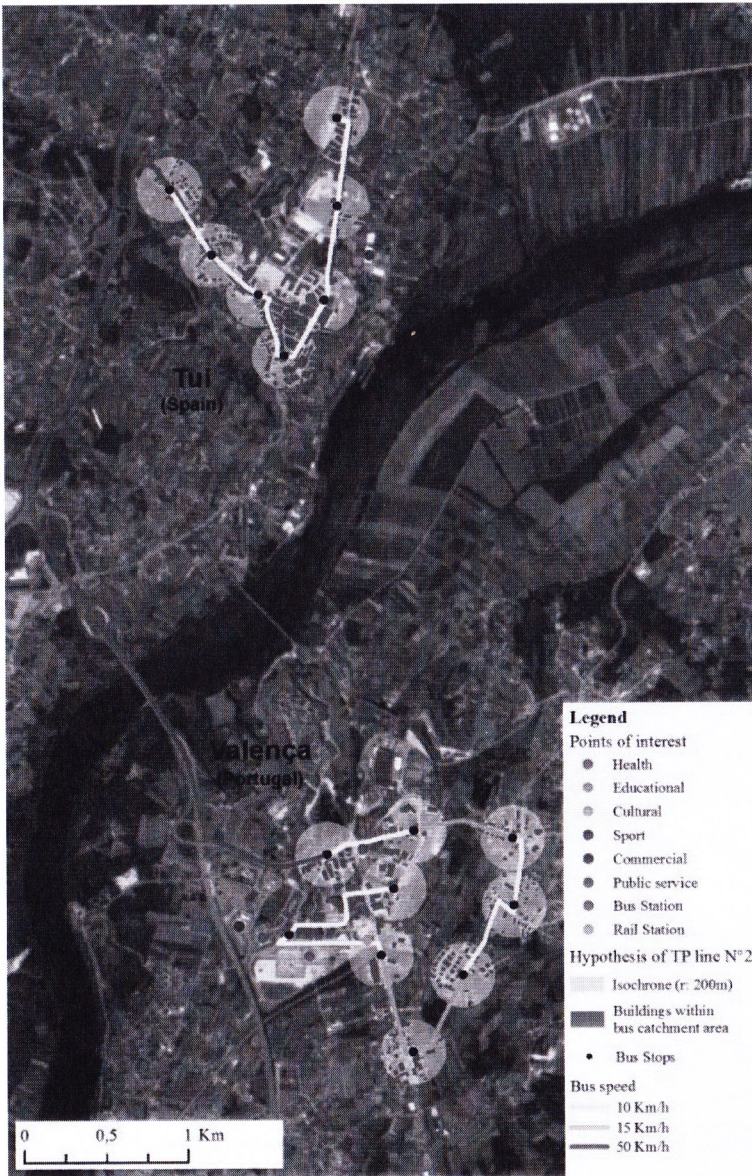 Tui
(Spain)
Valença
(Portugal)
Legend
Points of interest
Health
Educational
Cultural
Sport
Commercial
Public service
Bus Station
Rail Station
Hypothesis of TP line N°2
Isochrone (r: 200m)
Buildings within
bus catchment area
Bus Stops
Bus speed
10 Km/h
15 Km/h
50 Km/h
0 0,5 1 Km